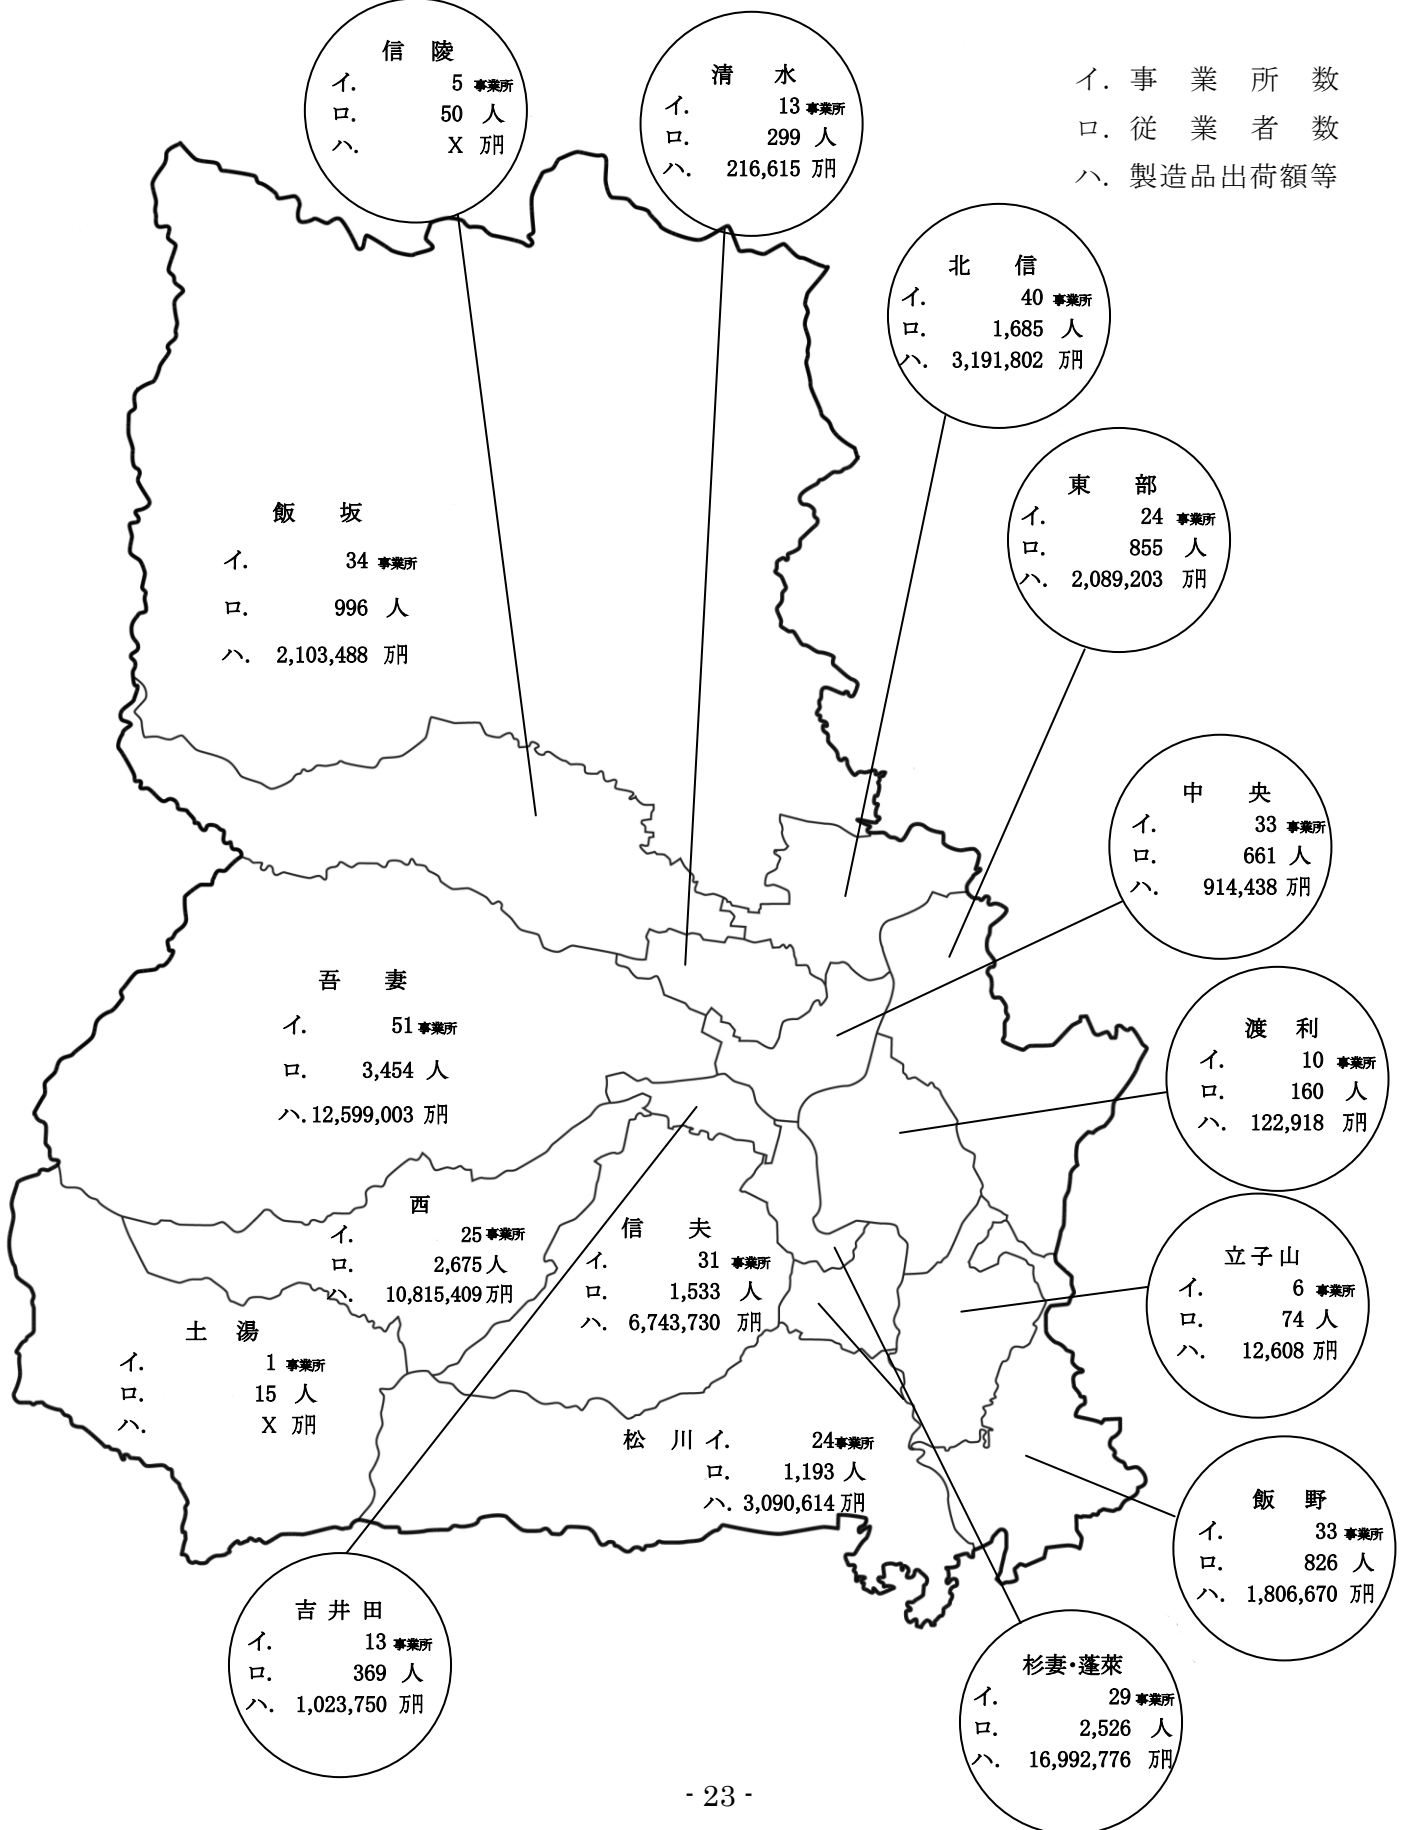 信 陵
イ. 5 事業所
ロ. 50 人
ハ. X 万円
清 水
イ. 13 事業所
ロ. 299 人
ハ. 216,615 万円
イ. 事 業 所 数
ロ. 従 業 者 数
ハ. 製造品出荷額等
北 信
イ. 40 事業所
ロ. 1,685 人
ハ. 3,191,802 万円
東 部
イ. 24 事業所
ロ. 855 人
ハ. 2,089,203 万円
飯 坂
イ. 34 事業所
ロ. 996 人
ハ. 2,103,488 万円
中 央
イ. 33 事業所
ロ. 661 人
ハ. 914,438 万円
吾 妻
イ. 51 事業所
ロ. 3,454 人
ハ. 12,599,003 万円
渡 利
イ. 10 事業所
ロ. 160 人
ハ. 122,918 万円
西
イ. 25 事業所
ロ. 2,675 人
ハ. 10,815,409 万円
信 夫
イ. 31 事業所
ロ. 1,533 人
ハ. 6,743,730 万円
立子山
イ. 6 事業所
ロ. 74 人
ハ. 12,608 万円
土 湯
イ. 1 事業所
ロ. 15 人
ハ. X 万円
松 川 イ. 24 事業所
ロ. 1,193 人
ハ. 3,090,614 万円
飯 野
イ. 33 事業所
ロ. 826 人
ハ. 1,806,670 万円
吉 井 田
イ. 13 事業所
ロ. 369 人
ハ. 1,023,750 万円
杉妻・蓬萊
イ. 29 事業所
ロ. 2,526 人
ハ. 16,992,776 万円
- 23 -